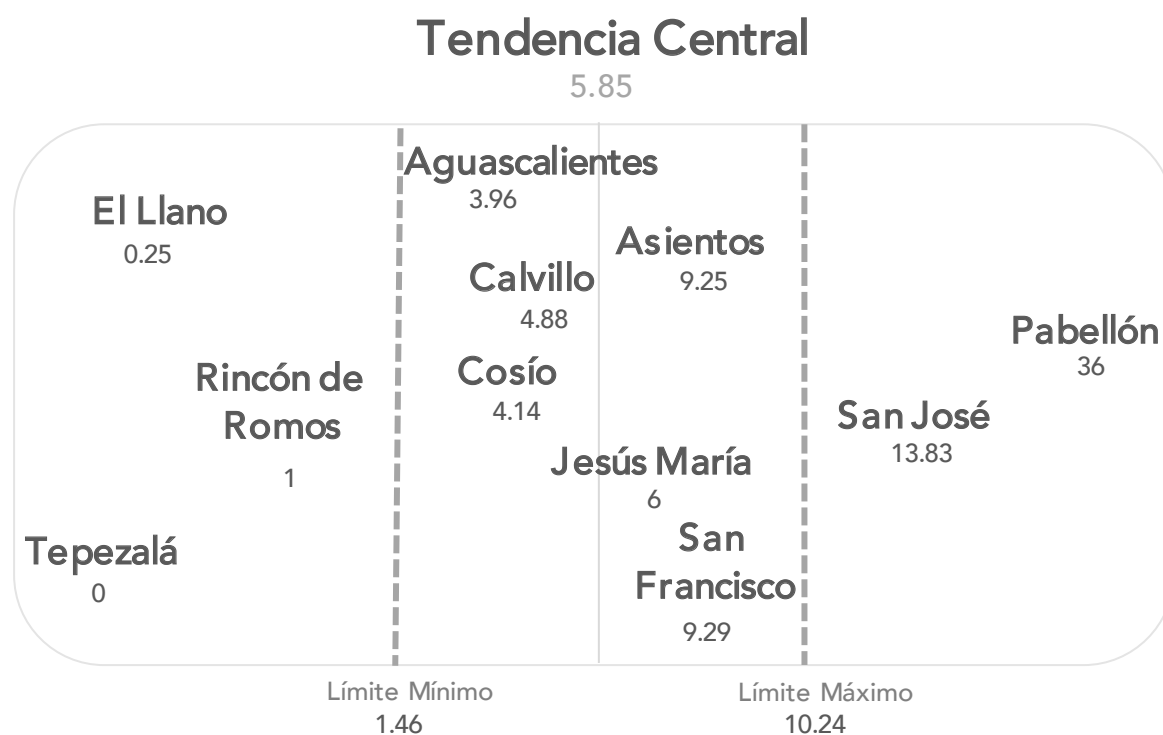 Tendencia Central
5.85
Aguascalientes
3.96
El Llano
0.25
Asientos
9.25
Calvillo
4.88
Pabellón
36
Rincón de
Romos
1
Cosío
4.14
San José
13.83
Jesús María
6
San
Francisco
9.29
Tepezalá
0
Límite Mínimo
1.46
Límite Máximo
10.24